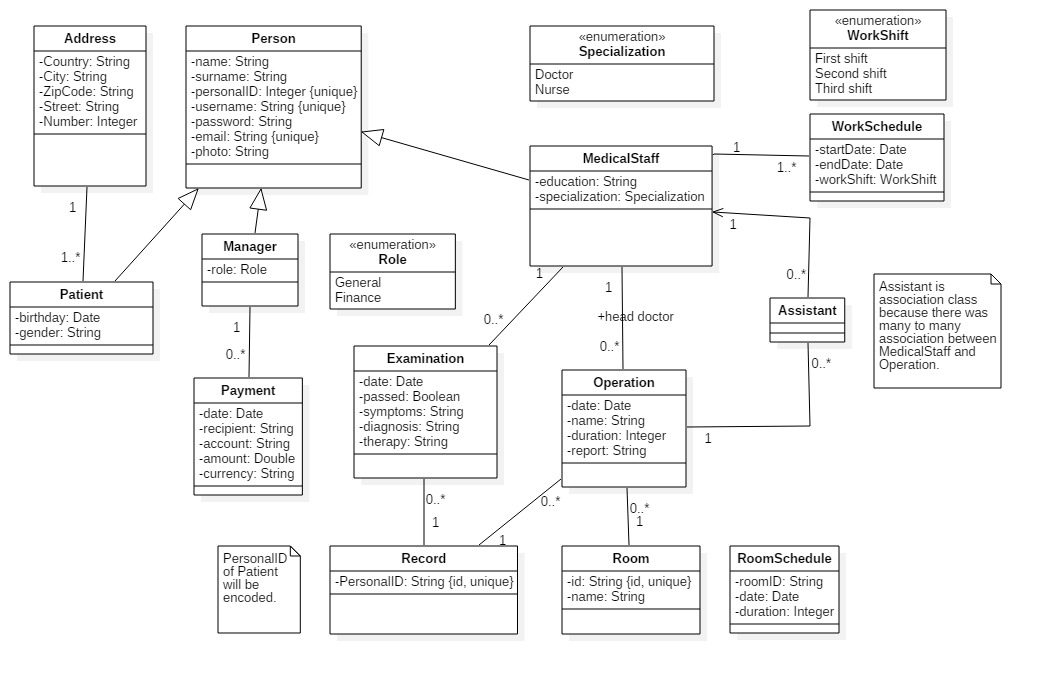 Address
-Country: String
-City: String
-ZipCode: String
-Street: String
-Number: Integer
Person
-name: String
-surname: String
-personalID: Integer {unique}
-username: String {unique}
-password: String
-email: String {unique}
-photo: String
«enumeration»
Specialization
Doctor
Nurse
«enumeration»
WorkShift
First shift
Second shift
Third shift
WorkSchedule
-startDate: Date
-endDate: Date
-workShift: WorkShift
MedicalStaff
-education: String
-specialization: Specialization
1
1..*
1
1..*
1
0..*
Manager
-role: Role
«enumeration»
Role
General
Finance
Patient
-birthday: Date
-gender: String
1
0..*
1
0..*
1
+head doctor
0..*
Assistant
0..*
1
Assistant is
association class
because there was
many to many
association between
MedicalStaff and
Operation.
Payment
-date: Date
-recipient: String
-account: String
-amount: Double
-currency: String
Examination
-date: Date
-passed: Boolean
-symptoms: String
-diagnosis: String
-therapy: String
Operation
-date: Date
-name: String
-duration: Integer
-report: String
0..*
1
0..*
1
0..*
1
PersonalID
of Patient
will be
encoded.
Record
-PersonalID: String {id, unique}
Room
-id: String {id, unique}
-name: String
RoomSchedule
-roomID: String
-date: Date
-duration: Integer